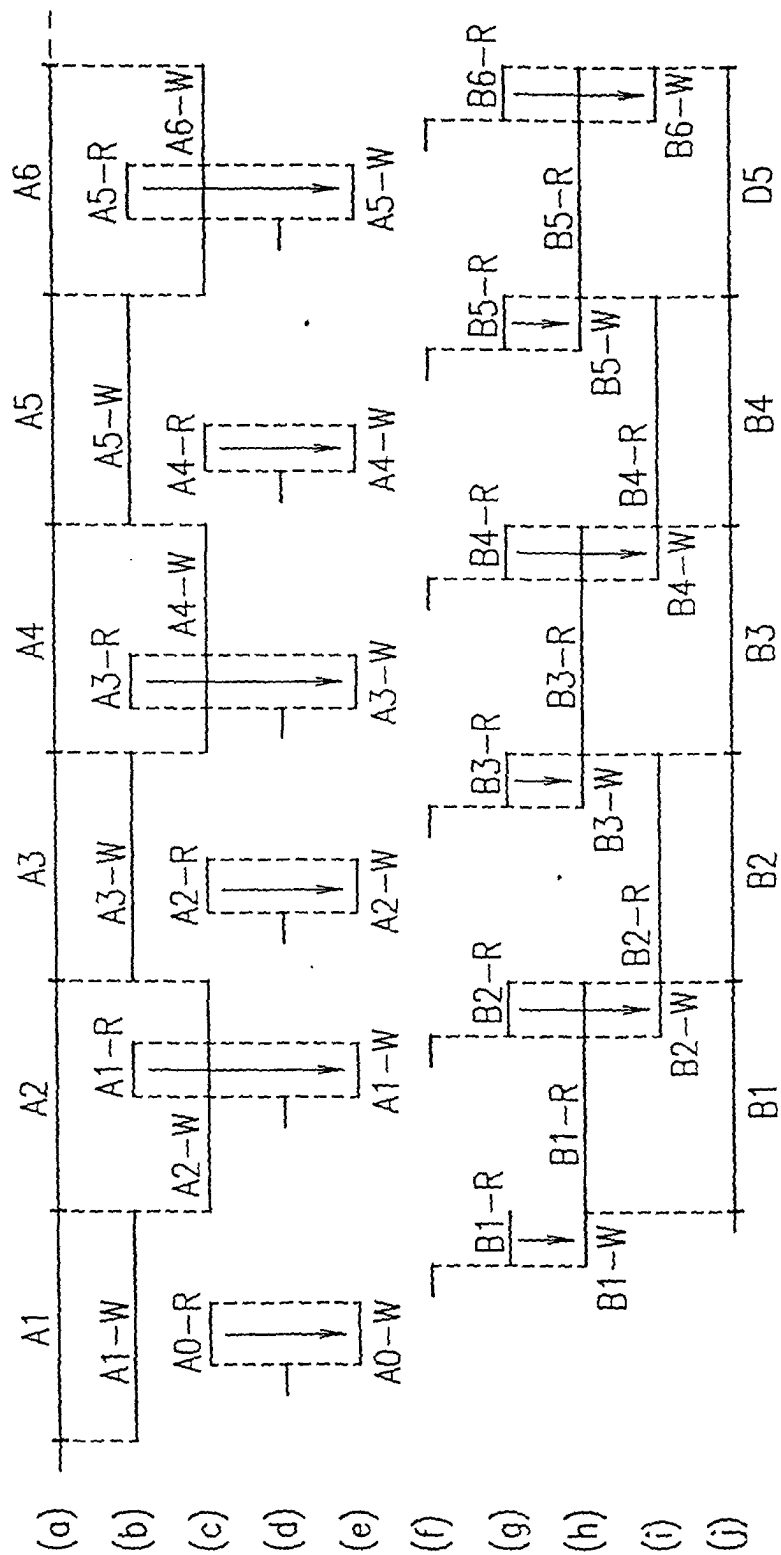 (a) A1 A2 A3 A4 A5 A6
(b) A1-W A1-R A3-W A3-R A5-W A5-R
(c) A0-R A2-W A2-R A4-W A4-R A6-W
(d)
(e) A0-W A1-W A2-W A3-W A4-W A5-W
(f)
(g) B1-R B2-R B3-R B4-R B5-R B6-R
(h) B1-W B1-R B3-W B3-R B5-W B5-R
(i) B2-W B2-R B4-W B4-R B6-W
(j) B1 B2 B3 B4 D5